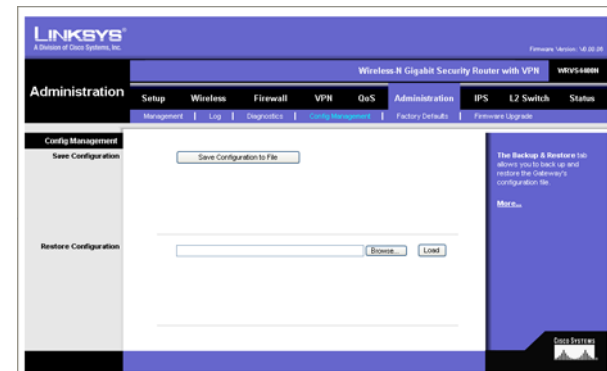 LINKSYS®
A Division of Cisco Systems, Inc.
Firmware Version: V0.00.26
Wireless-N Gigabit Security Router with VPN WRVS4400N
Administration
Setup Wireless Firewall VPN QoS Administration IPS L2 Switch Status
Management | Log | Diagnostics | Config Management | Factory Defaults | Firmware Upgrade
Config Management
Save Configuration
Save Configuration to File
The Backup & Restore tab
allows you to back up and
restore the Gateway's
configuration file.
More...
Restore Configuration
Browse... Load
CISCO SYSTEMS